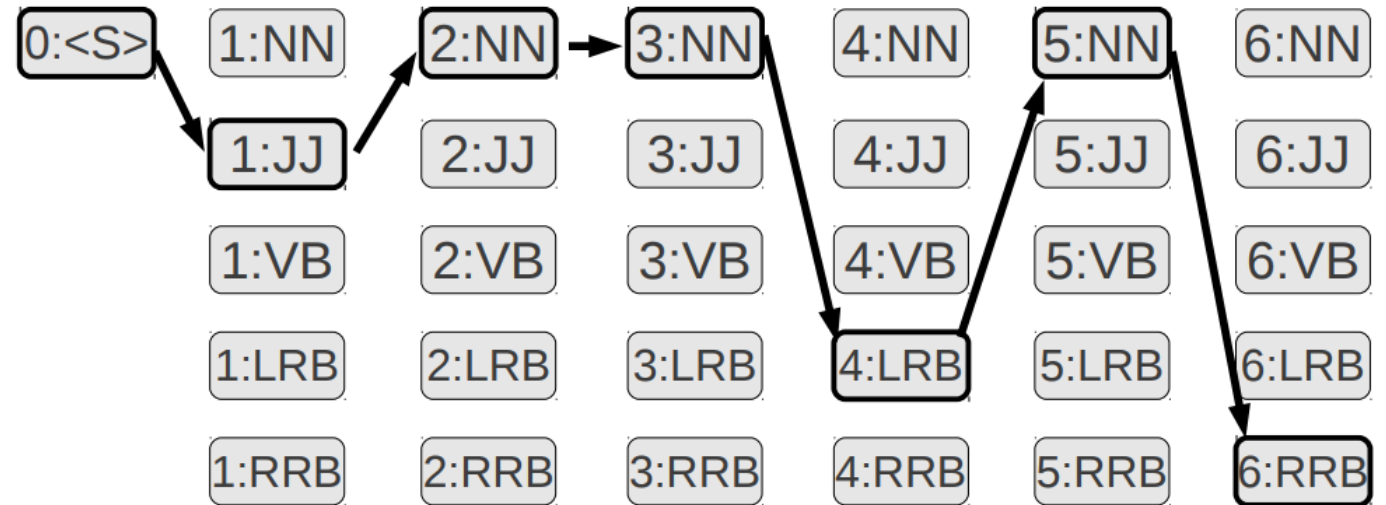 0:<S> 1:NN 2:NN 3:NN 4:NN 5:NN 6:NN
1:JJ 2:JJ 3:JJ 4:JJ 5:JJ 6:JJ
1:VB 2:VB 3:VB 4:VB 5:VB 6:VB
1:LRB 2:LRB 3:LRB 4:LRB 5:LRB 6:LRB
1:RRB 2:RRB 3:RRB 4:RRB 5:RRB 6:RRB